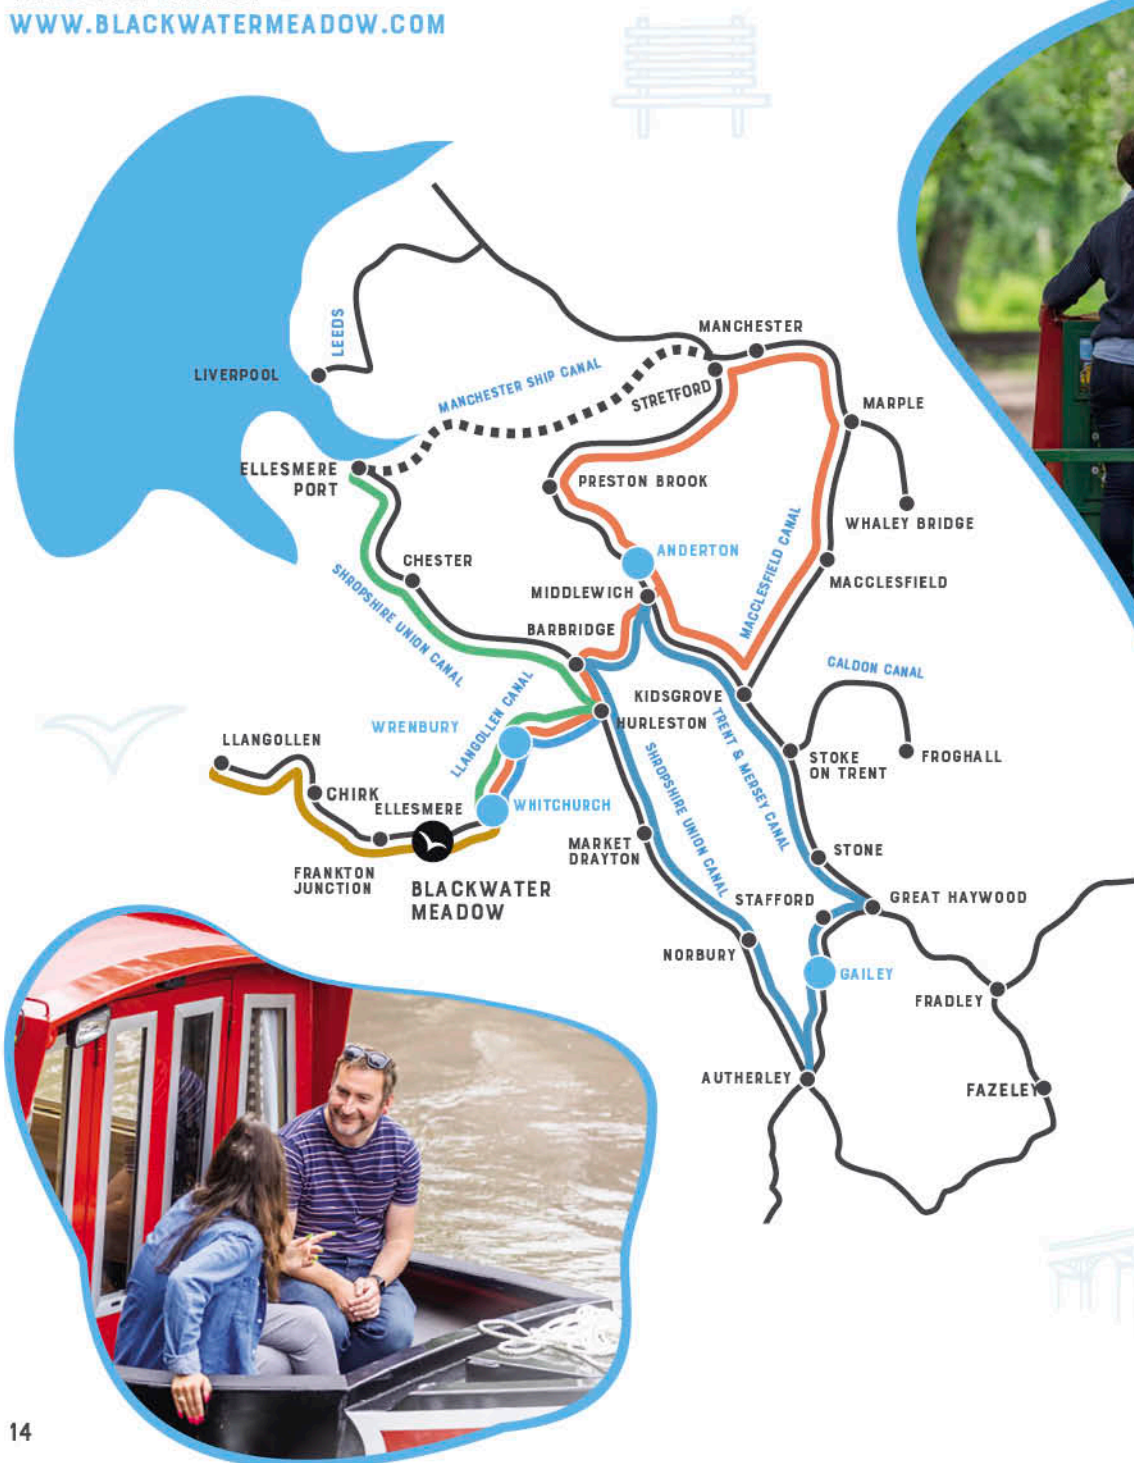 WWW.BLACKWATERMEADOW.COM
MANCHESTER
LEEDS
LIVERPOOL
MANCHESTER SHIP CANAL
STRETFORD
MARPLE
ELLESMERE
PORT
PRESTON BROOK
WHALEY BRIDGE
CHESTER
ANDERTON
MACCLESFIELD CANAL
MACCLESFIELD
MIDDLEWICH
SHROPSHIRE UNION CANAL
BARBRIDGE
CALDON CANAL
KIDSGROVE
LLANGOLLEN CANAL
WRENBURY
HURLESTON
TRENT & MERSEY CANAL
LLANGOLLEN
STOKE
ON TRENT
FROGHALL
CHIRK
ELLESMERE
WHITCHURCH
SHROPSHIRE UNION CANAL
MARKET
DRAYTON
STONE
FRANKTON
JUNCTION
BLACKWATER
MEADOW
STAFFORD
GREAT HAYWOOD
NORBURY
GAILEY
FRADLEY
AUTHERLEY
FAZELEY
14